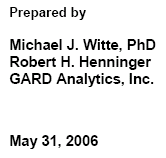 Prepared by
Michael J. Witte, PhD
Robert H. Henninger
GARD Analytics, Inc.
May 31, 2006